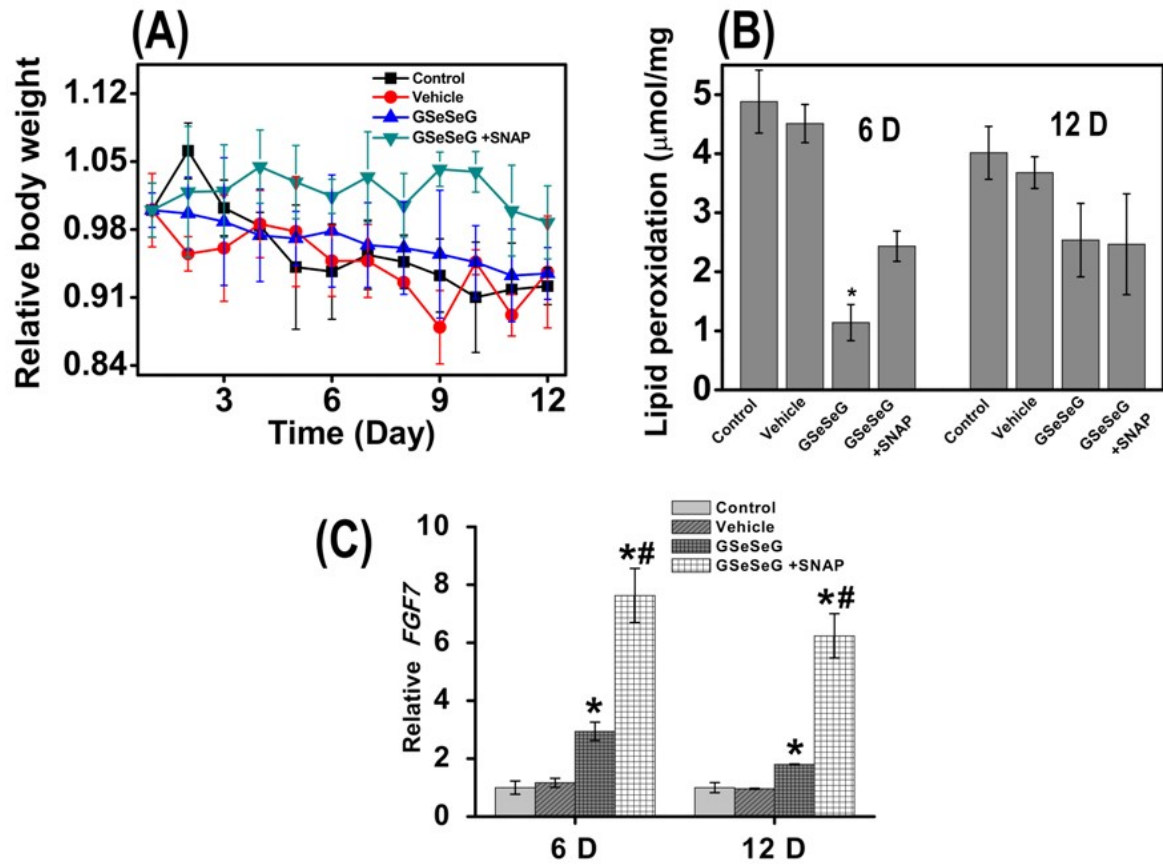 (A)
Relative body weight
1.12
1.05
0.98
0.91
0.84
Control
Vehicle
GSeSeG
GSeSeG +SNAP
3
6
9
12
Time (Day)
(B)
Lipid peroxidation (μmol/mg
5
4
3
2
1
0
6 D
12 D
*
Control
Vehicle
GSeSeG
GSeSeG
+SNAP
Control
Vehicle
GSeSeG
GSeSeG
+SNAP
(C)
Relative FGF7
10
8
6
4
2
0
Control
Vehicle
GSeSeG
GSeSeG +SNAP
*
*#
*
*#
6 D
12 D